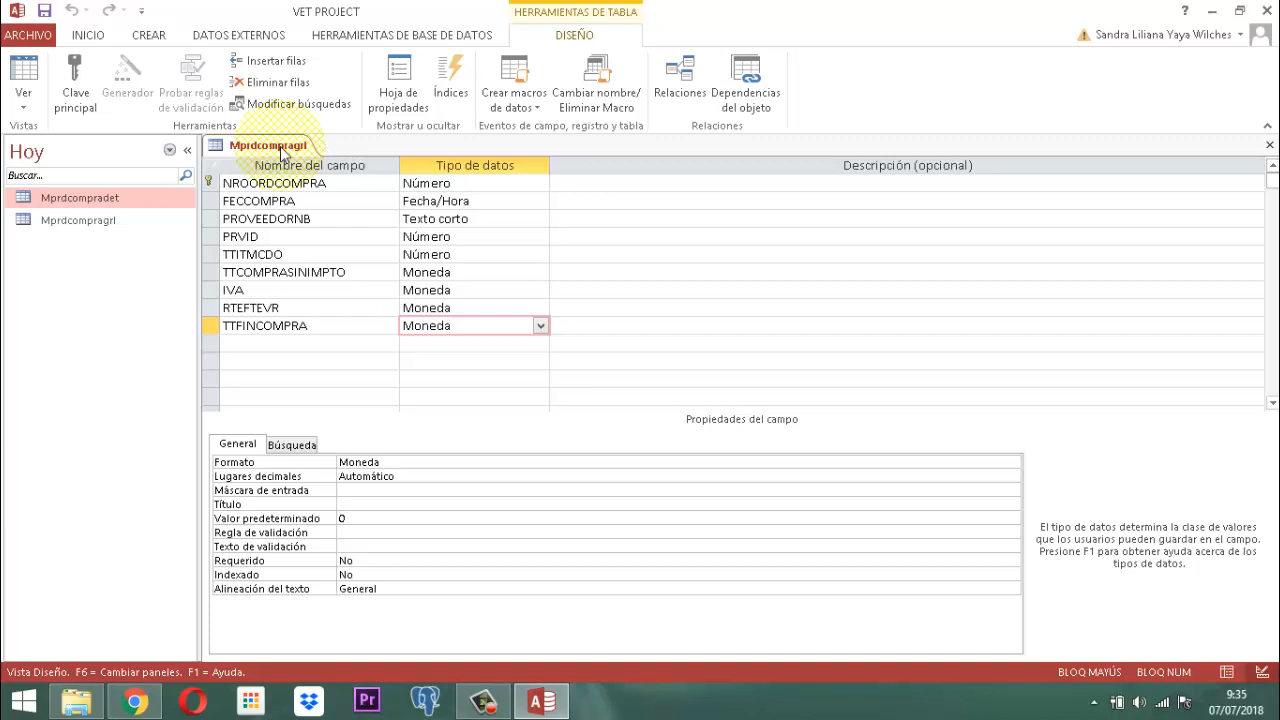 VET PROJECT
HERRAMIENTAS DE TABLA
?
ARCHIVO INICIO CREAR DATOS EXTERNOS HERRAMIENTAS DE BASE DE DATOS DISEÑO
Sandra Liliana Yaya Wilches
Ver
Vistas
Clave principal
Generador
Probar reglas de validación
Insertar filas
Eliminar filas
Modificar búsquedas
Herramientas
Hoja de propiedades
Índices
Mostrar u ocultar
Crear macros de datos
Cambiar nombre/ Eliminar Macro
Eventos de campo, registro y tabla
Relaciones
Dependencias del objeto
Relaciones
Hoy
Buscar...
Mprdcompradet
Mprdcompragrl
Mprdcompragrl
Nombre del campo Tipo de datos Descripción (opcional)
NROORDCOMPRA Número
FECCOMPRA Fecha/Hora
PROVEEDORNB Texto corto
PRVID Número
TTITMCDO Número
TTCOMPRASINIMPTO Moneda
IVA Moneda
RTEFTEVR Moneda
TTFINCOMPRA Moneda
Propiedades del campo
General Búsqueda
Formato Moneda
Lugares decimales Automático
Máscara de entrada
Título
Valor predeterminado 0
Regla de validación
Texto de validación
Requerido No
Indexado No
Alineación del texto General
El tipo de datos determina la clase de valores
que los usuarios pueden guardar en el campo.
Presione F1 para obtener ayuda acerca de los
tipos de datos.
Vista Diseño. F6 = Cambiar paneles. F1 = Ayuda. BLOQ MAYÚS BLOQ NUM
Pr
9:35
07/07/2018